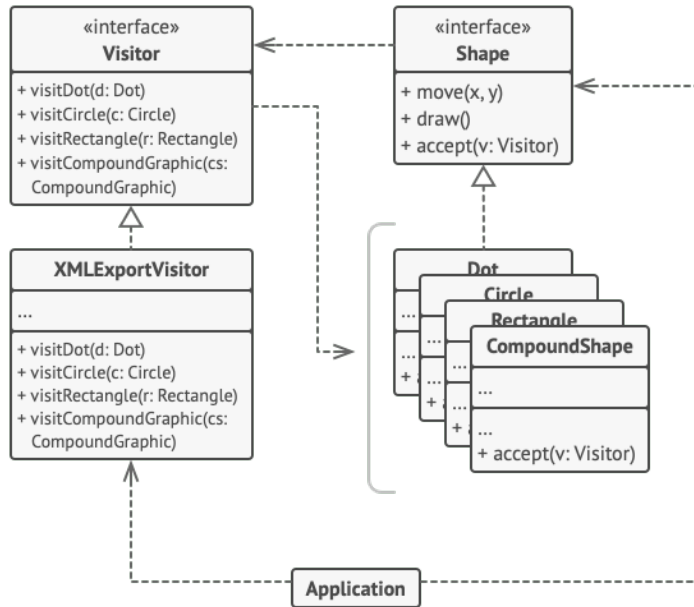 «interface»
Visitor
+ visitDot(d: Dot)
+ visitCircle(c: Circle)
+ visitRectangle(r: Rectangle)
+ visitCompoundGraphic(cs:
CompoundGraphic)
«interface»
Shape
+ move(x, y)
+ draw()
+ accept(v: Visitor)
XMLExportVisitor
...
+ visitDot(d: Dot)
+ visitCircle(c: Circle)
+ visitRectangle(r: Rectangle)
+ visitCompoundGraphic(cs:
CompoundGraphic)
Dot
...
...
+
Circle
...
...
+
Rectangle
...
...
+
CompoundShape
...
...
+ accept(v: Visitor)
Application